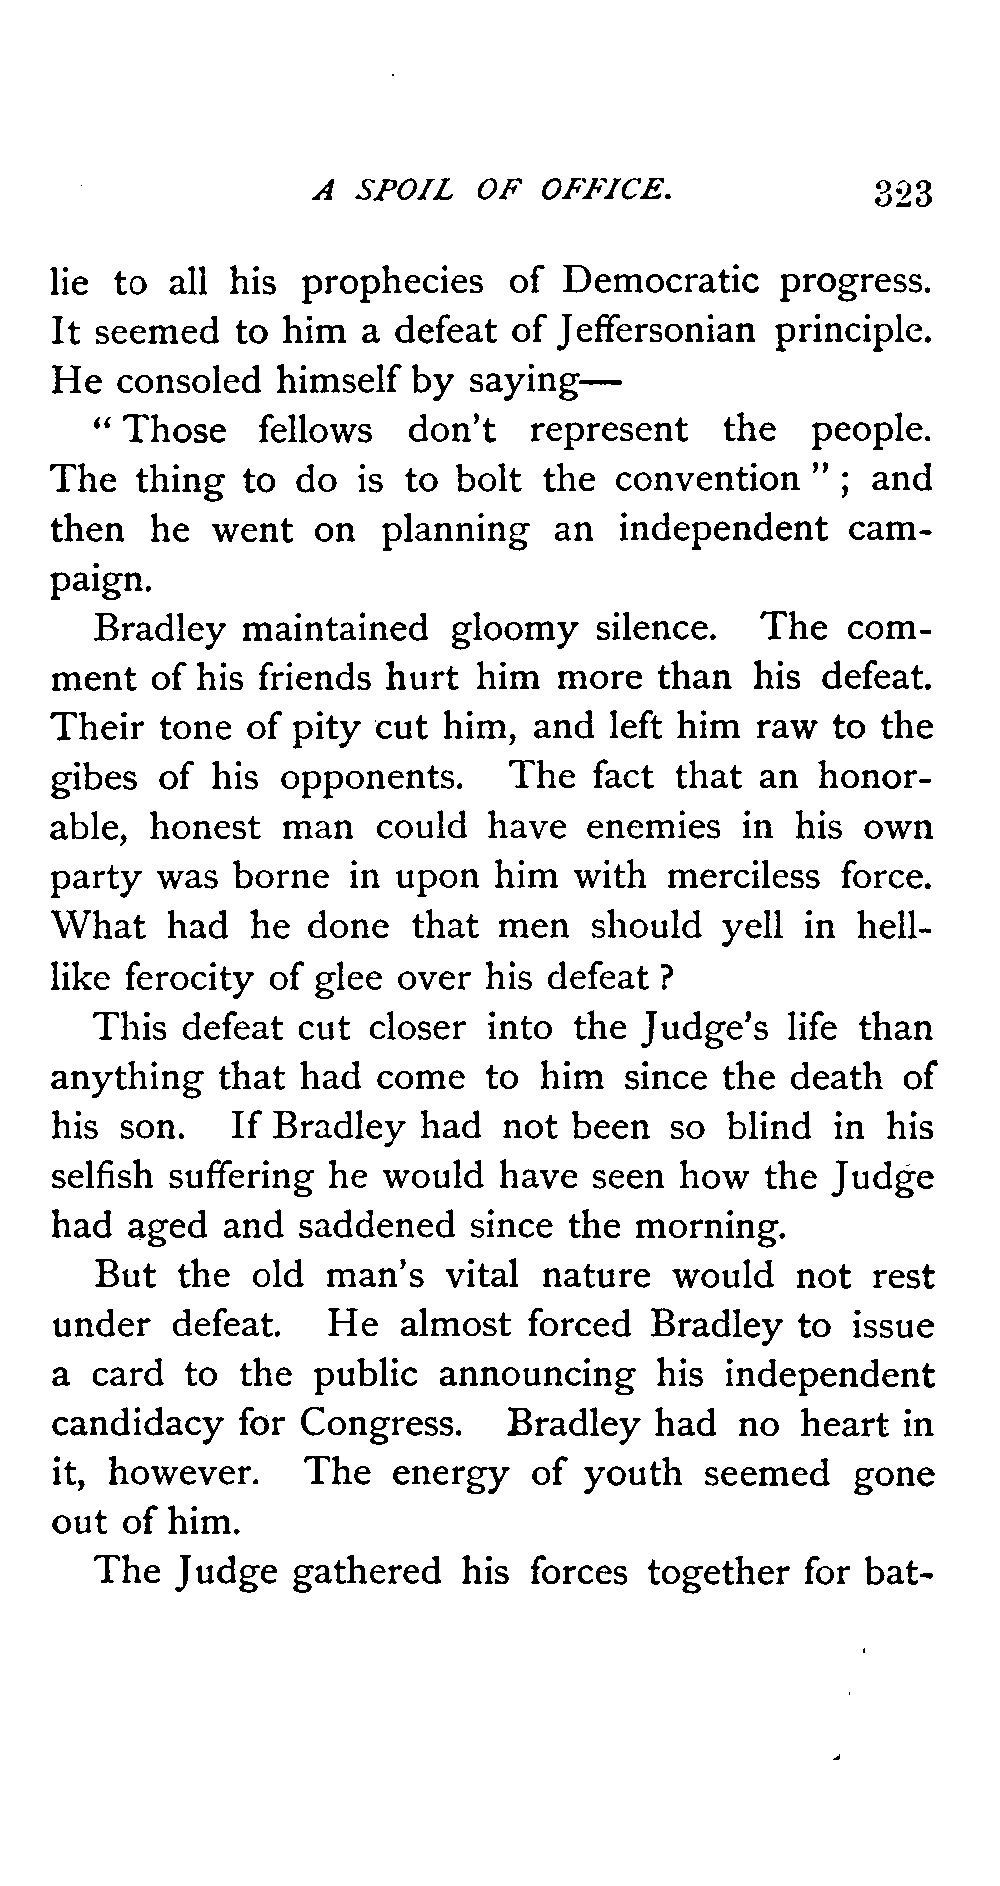 A SPOIL OF OFFICE. 323
lie to all his prophecies of Democratic progress.
It seemed to him a defeat of Jeffersonian principle.
He consoled himself by saying—
“ Those fellows don't represent the people.
The thing to do is to bolt the convention ” ; and
then he went on planning an independent cam-
paign.
Bradley maintained gloomy silence. The com-
ment of his friends hurt him more than his defeat.
Their tone of pity cut him, and left him raw to the
gibes of his opponents. The fact that an honor-
able, honest man could have enemies in his own
party was borne in upon him with merciless force.
What had he done that men should yell in hell-
like ferocity of glee over his defeat ?
This defeat cut closer into the Judge's life than
anything that had come to him since the death of
his son. If Bradley had not been so blind in his
selfish suffering he would have seen how the Judge
had aged and saddened since the morning.
But the old man's vital nature would not rest
under defeat. He almost forced Bradley to issue
a card to the public announcing his independent
candidacy for Congress. Bradley had no heart in
it, however. The energy of youth seemed gone
out of him.
The Judge gathered his forces together for bat-